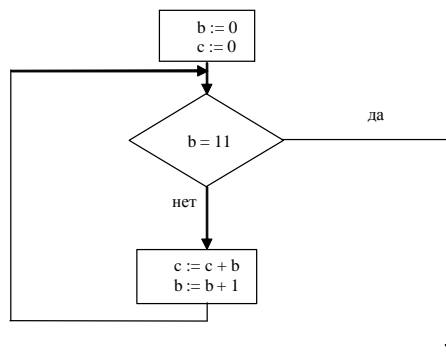 b := 0
c := 0
b = 11
да
нет
c := c + b
b := b + 1